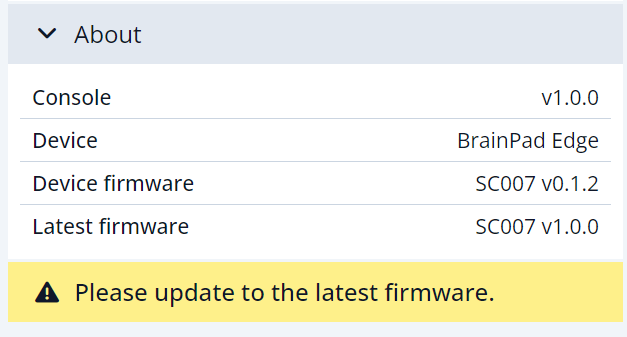 About
Console v1.0.0
Device BrainPad Edge
Device firmware SC007 v0.1.2
Latest firmware SC007 v1.0.0
Please update to the latest firmware.